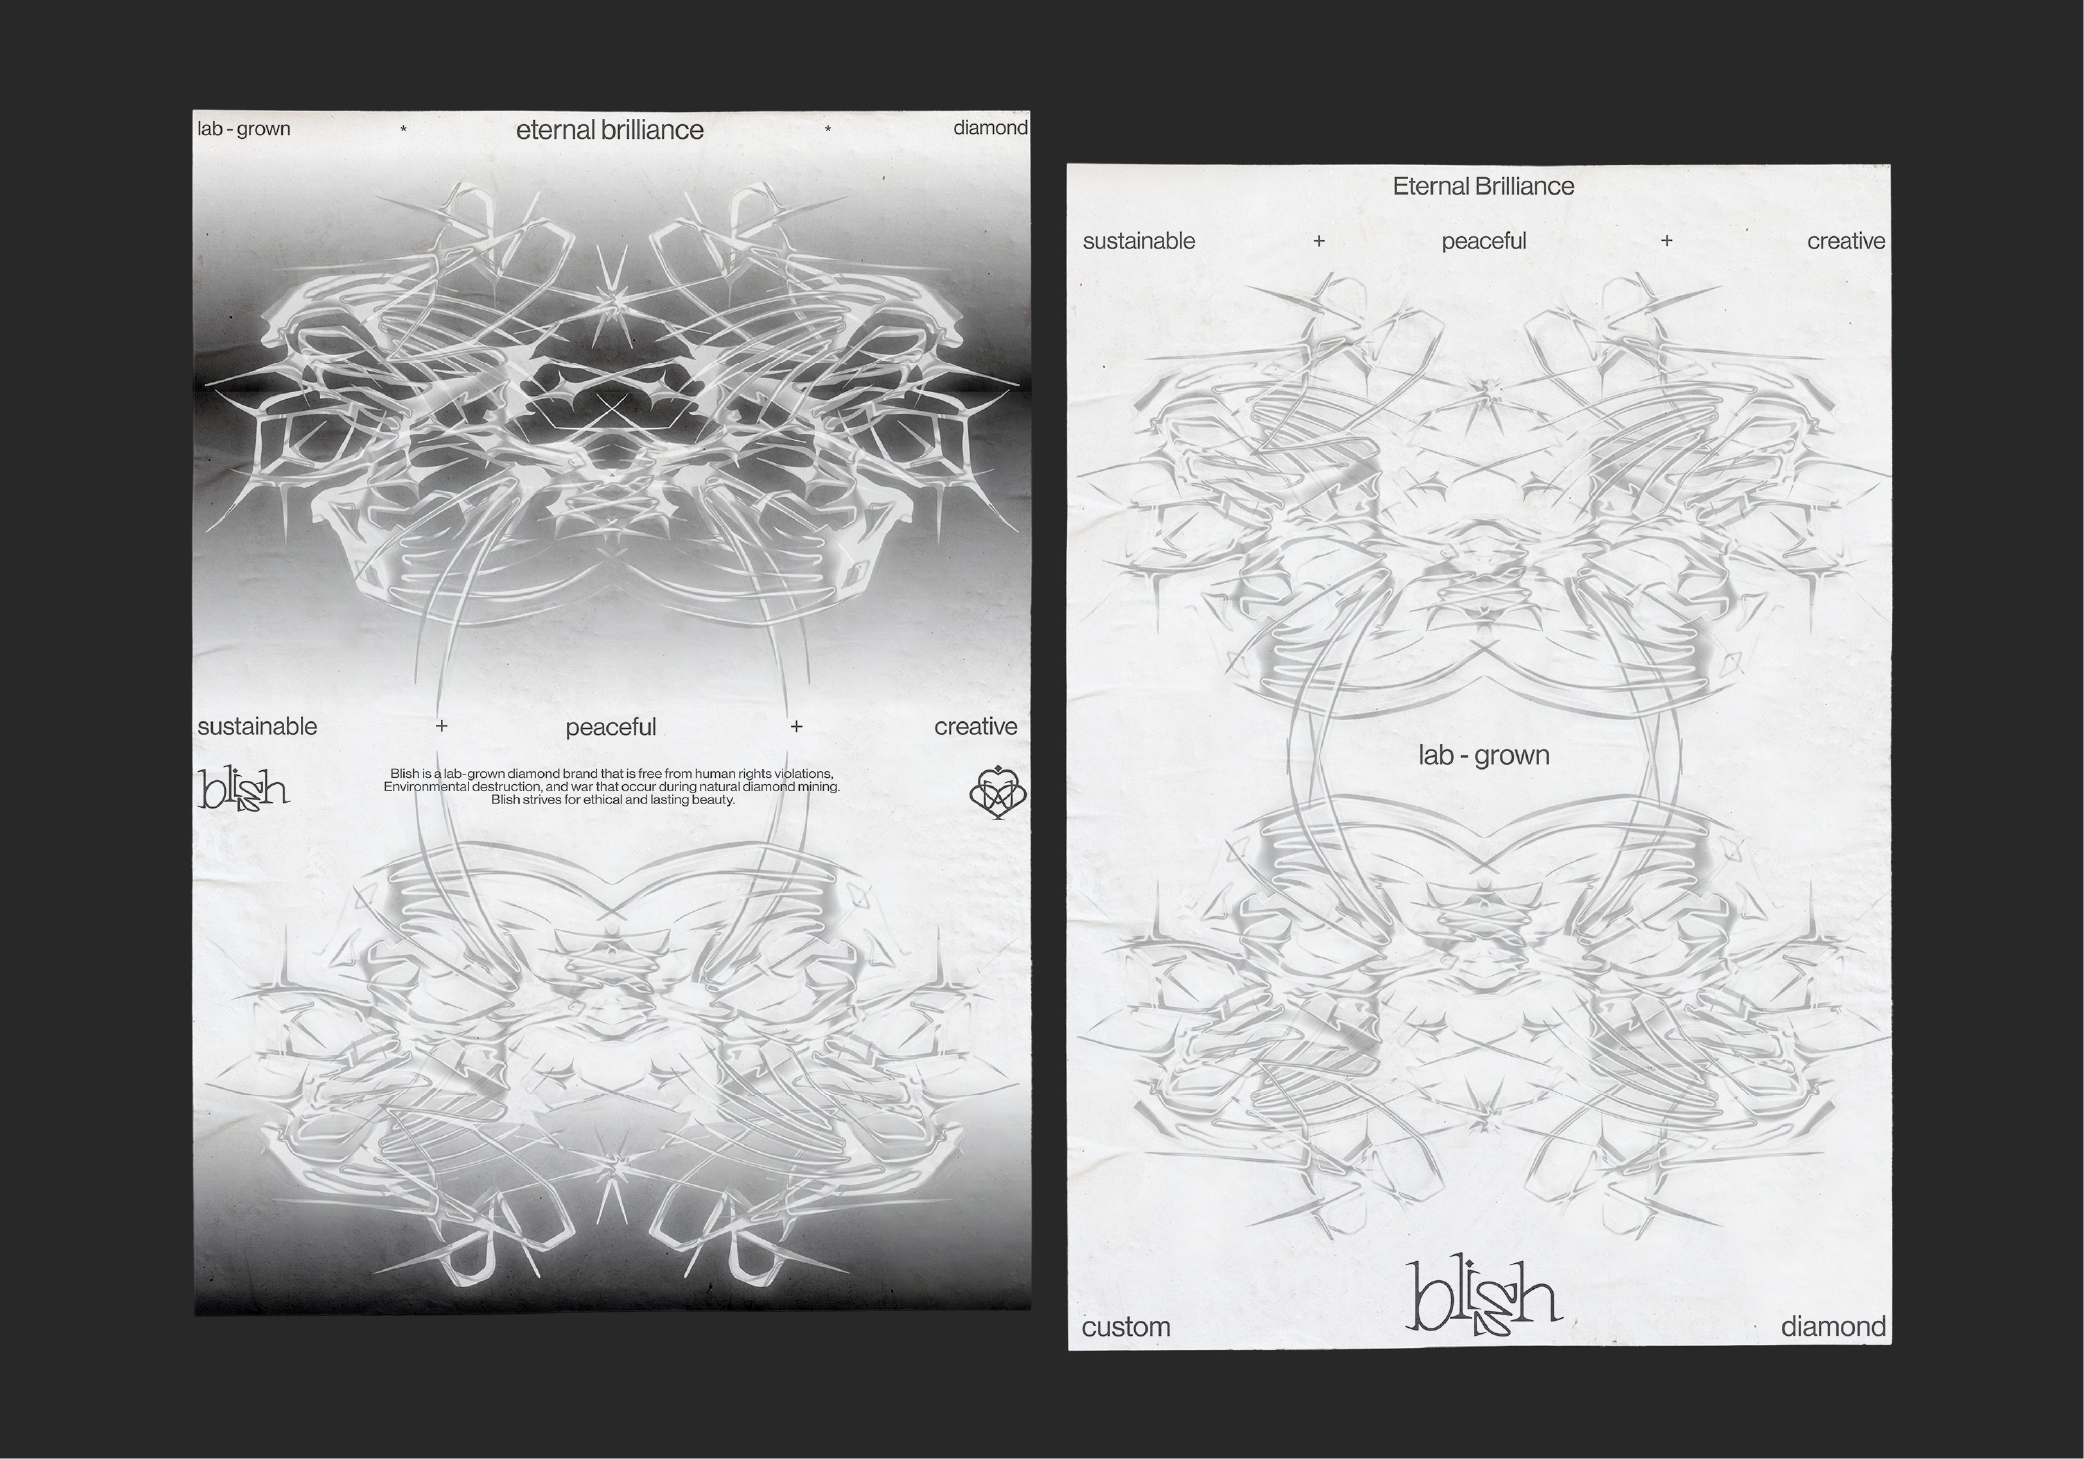 lab - grown * eternal brilliance * diamond
sustainable + peaceful + creative
blish
Blish is a lab-grown diamond brand that is free from human rights violations,
Environmental destruction, and war that occur during natural diamond mining.
Blish strives for ethical and lasting beauty.
Eternal Brilliance
sustainable + peaceful + creative
lab - grown
blish
custom
diamond